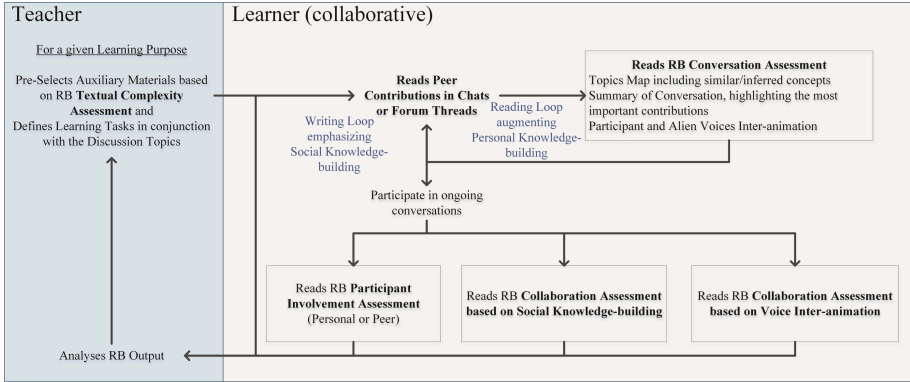 Teacher
For a given Learning Purpose
Pre-Selects Auxiliary Materials based
on RB Textual Complexity
Assessment and
Defines Learning Tasks in conjunction
with the Discussion Topics
Analyses RB Output
Learner (collaborative)
Reads Peer
Contributions in Chats
or Forum Threads
Writing Loop
emphasizing
Social Knowledge-
building
Reading Loop
augmenting
Personal Knowledge-
building
Reads RB Conversation Assessment
Topics Map including similar/inferred concepts
Summary of Conversation, highlighting the most
important contributions
Participant and Alien Voices Inter-animation
Participate in ongoing
conversations
Reads RB Participant
Involvement Assessment
(Personal or Peer)
Reads RB Collaboration Assessment
based on Social Knowledge-building
Reads RB Collaboration Assessment
based on Voice Inter-animation